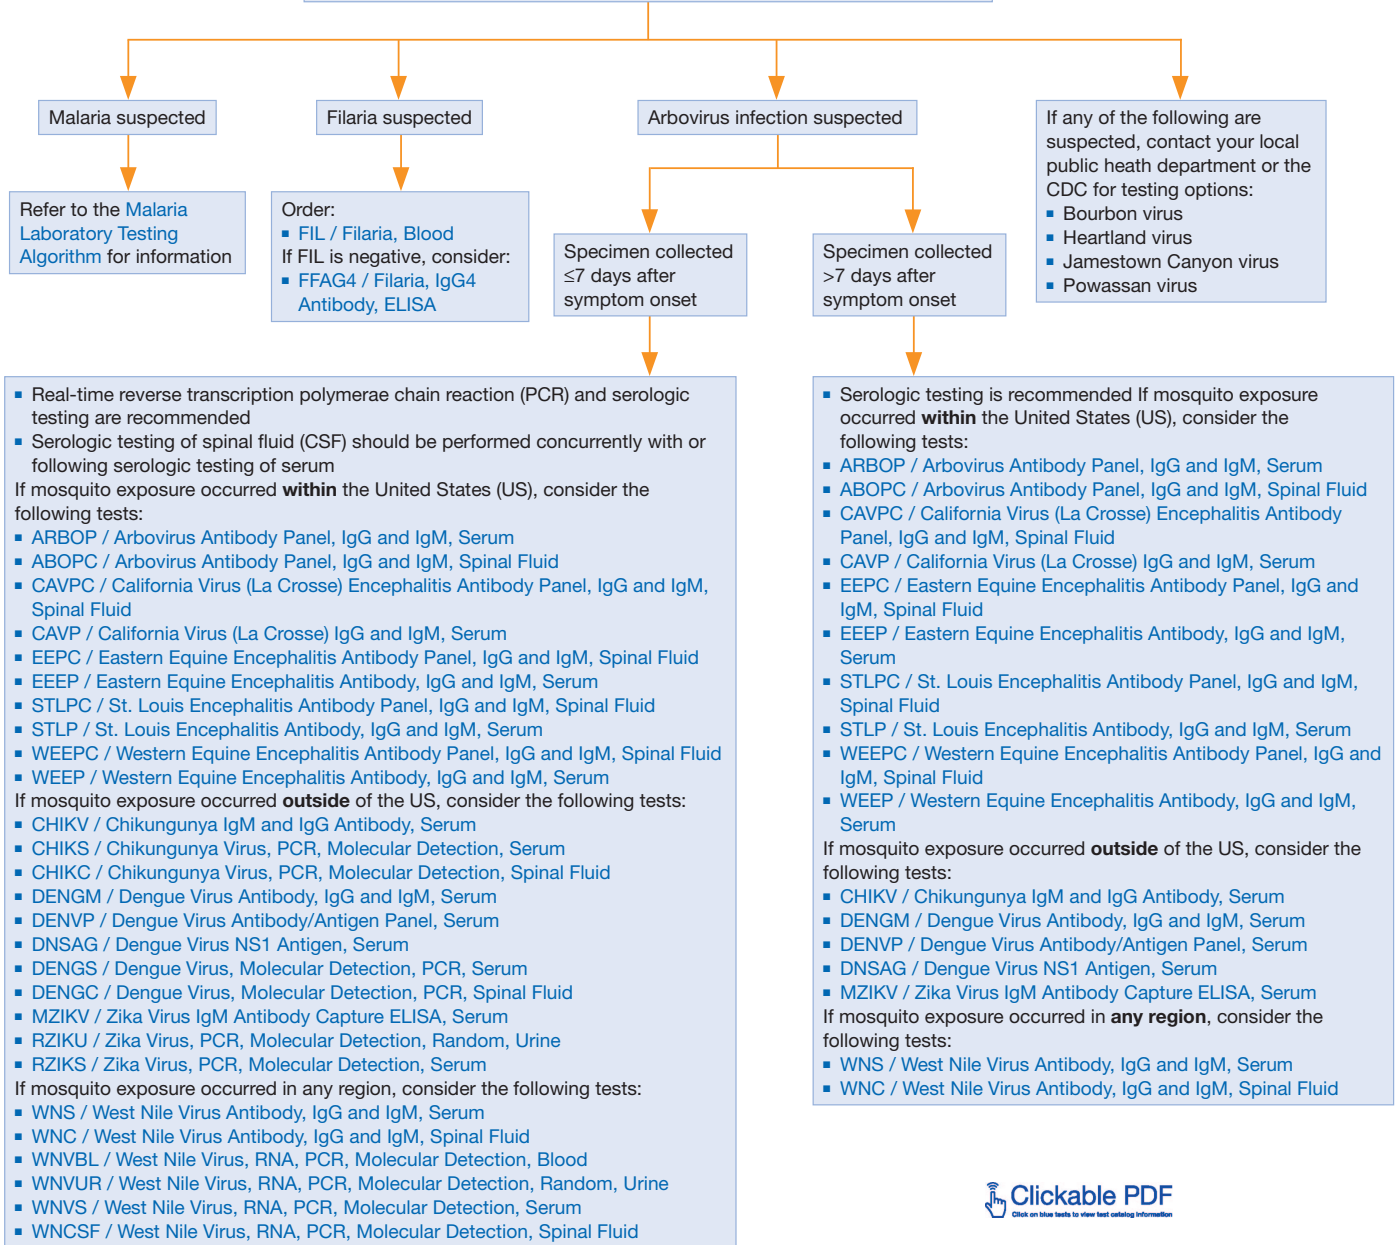 Malaria suspected
Filaria suspected
Arbovirus infection suspected
If any of the following are
suspected, contact your local
public heath department or the
CDC for testing options:
▪ Bourbon virus
▪ Heartland virus
▪ Jamestown Canyon virus
▪ Powassan virus
Refer to the Malaria
Laboratory Testing
Algorithm for information
Order:
▪ FIL / Filaria, Blood
If FIL is negative, consider:
▪ FFAG4 / Filaria, IgG4
Antibody, ELISA
Specimen collected
≤7 days after
symptom onset
Specimen collected
>7 days after
symptom onset
▪ Real-time reverse transcription polymerae chain reaction (PCR) and serologic
testing are recommended
▪ Serologic testing of spinal fluid (CSF) should be performed concurrently with or
following serologic testing of serum
If mosquito exposure occurred within the United States (US), consider the
following tests:
▪ ARBOP / Arbovirus Antibody Panel, IgG and IgM, Serum
▪ ABOPC / Arbovirus Antibody Panel, IgG and IgM, Spinal Fluid
▪ CAVPC / California Virus (La Crosse) Encephalitis Antibody Panel, IgG and IgM,
Spinal Fluid
▪ CAVP / California Virus (La Crosse) IgG and IgM, Serum
▪ EEPC / Eastern Equine Encephalitis Antibody Panel, IgG and IgM, Spinal Fluid
▪ EEEP / Eastern Equine Encephalitis Antibody, IgG and IgM, Serum
▪ STLPC / St. Louis Encephalitis Antibody Panel, IgG and IgM, Spinal Fluid
▪ STLP / St. Louis Encephalitis Antibody, IgG and IgM, Serum
▪ WEEPC / Western Equine Encephalitis Antibody Panel, IgG and IgM, Spinal Fluid
▪ WEEP / Western Equine Encephalitis Antibody, IgG and IgM, Serum
If mosquito exposure occurred outside of the US, consider the following tests:
▪ CHIKV / Chikungunya IgM and IgG Antibody, Serum
▪ CHIKS / Chikungunya Virus, PCR, Molecular Detection, Serum
▪ CHIKC / Chikungunya Virus, PCR, Molecular Detection, Spinal Fluid
▪ DENGM / Dengue Virus Antibody, IgG and IgM, Serum
▪ DENVP / Dengue Virus Antibody/Antigen Panel, Serum
▪ DNSAG / Dengue Virus NS1 Antigen, Serum
▪ DENGS / Dengue Virus, Molecular Detection, PCR, Serum
▪ DENGC / Dengue Virus, Molecular Detection, PCR, Spinal Fluid
▪ MZIKV / Zika Virus IgM Antibody Capture ELISA, Serum
▪ RZIKU / Zika Virus, PCR, Molecular Detection, Random, Urine
▪ RZIKS / Zika Virus, PCR, Molecular Detection, Serum
If mosquito exposure occurred in any region, consider the following tests:
▪ WNS / West Nile Virus Antibody, IgG and IgM, Serum
▪ WNC / West Nile Virus Antibody, IgG and IgM, Spinal Fluid
▪ WNVBL / West Nile Virus, RNA, PCR, Molecular Detection, Blood
▪ WNVUR / West Nile Virus, RNA, PCR, Molecular Detection, Random, Urine
▪ WNVS / West Nile Virus, RNA, PCR, Molecular Detection, Serum
▪ WNCSF / West Nile Virus, RNA, PCR, Molecular Detection, Spinal Fluid
▪ Serologic testing is recommended If mosquito exposure
occurred within the United States (US), consider the
following tests:
▪ ARBOP / Arbovirus Antibody Panel, IgG and IgM, Serum
▪ ABOPC / Arbovirus Antibody Panel, IgG and IgM, Spinal Fluid
▪ CAVPC / California Virus (La Crosse) Encephalitis Antibody
Panel, IgG and IgM, Spinal Fluid
▪ CAVP / California Virus (La Crosse) IgG and IgM, Serum
▪ EEPC / Eastern Equine Encephalitis Antibody Panel, IgG and
IgM, Spinal Fluid
▪ EEEP / Eastern Equine Encephalitis Antibody, IgG and IgM,
Serum
▪ STLPC / St. Louis Encephalitis Antibody Panel, IgG and IgM,
Spinal Fluid
▪ STLP / St. Louis Encephalitis Antibody, IgG and IgM, Serum
▪ WEEPC / Western Equine Encephalitis Antibody Panel, IgG and
IgM, Spinal Fluid
▪ WEEP / Western Equine Encephalitis Antibody, IgG and IgM,
Serum
If mosquito exposure occurred outside of the US, consider the
following tests:
▪ CHIKV / Chikungunya IgM and IgG Antibody, Serum
▪ DENGM / Dengue Virus Antibody, IgG and IgM, Serum
▪ DENVP / Dengue Virus Antibody/Antigen Panel, Serum
▪ DNSAG / Dengue Virus NS1 Antigen, Serum
▪ MZIKV / Zika Virus IgM Antibody Capture ELISA, Serum
If mosquito exposure occurred in any region, consider the
following tests:
▪ WNS / West Nile Virus Antibody, IgG and IgM, Serum
▪ WNC / West Nile Virus Antibody, IgG and IgM, Spinal Fluid
Clickable PDF
Click on blue tests to view test catalog information